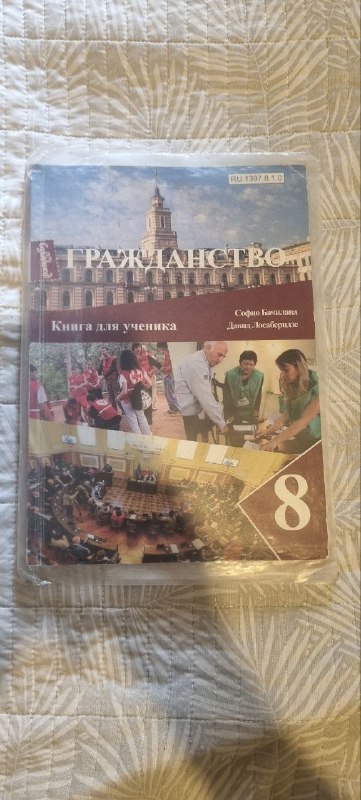 RU.1397.8.1.0
ГРАЖДАНСТВО
Софио Бачилава
Давид Лосаберидзе
Книга для ученика
8